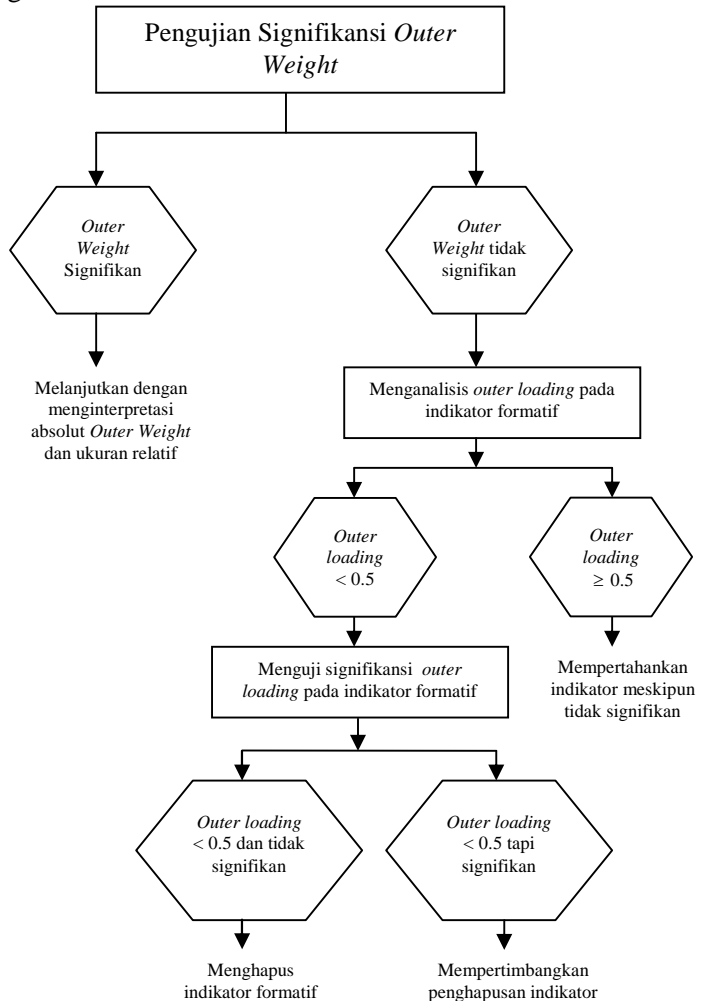 Pengujian Signifikansi Outer
Weight
Outer
Weight
Signifikan
Outer
Weight tidak
signifikan
Melanjutkan dengan
menginterpretasi
absolut Outer Weight
dan ukuran relatif
Menganalisis outer loading pada
indikator formatif
Outer
loading
< 0.5
Outer
loading
≥ 0.5
Menguji signifikansi outer
loading pada indikator formatif
Mempertahankan
indikator meskipun
tidak signifikan
Outer loading
< 0.5 dan tidak
signifikan
Outer loading
< 0.5 tapi
signifikan
Menghapus
indikator formatif
Mempertimbangkan
penghapusan indikator